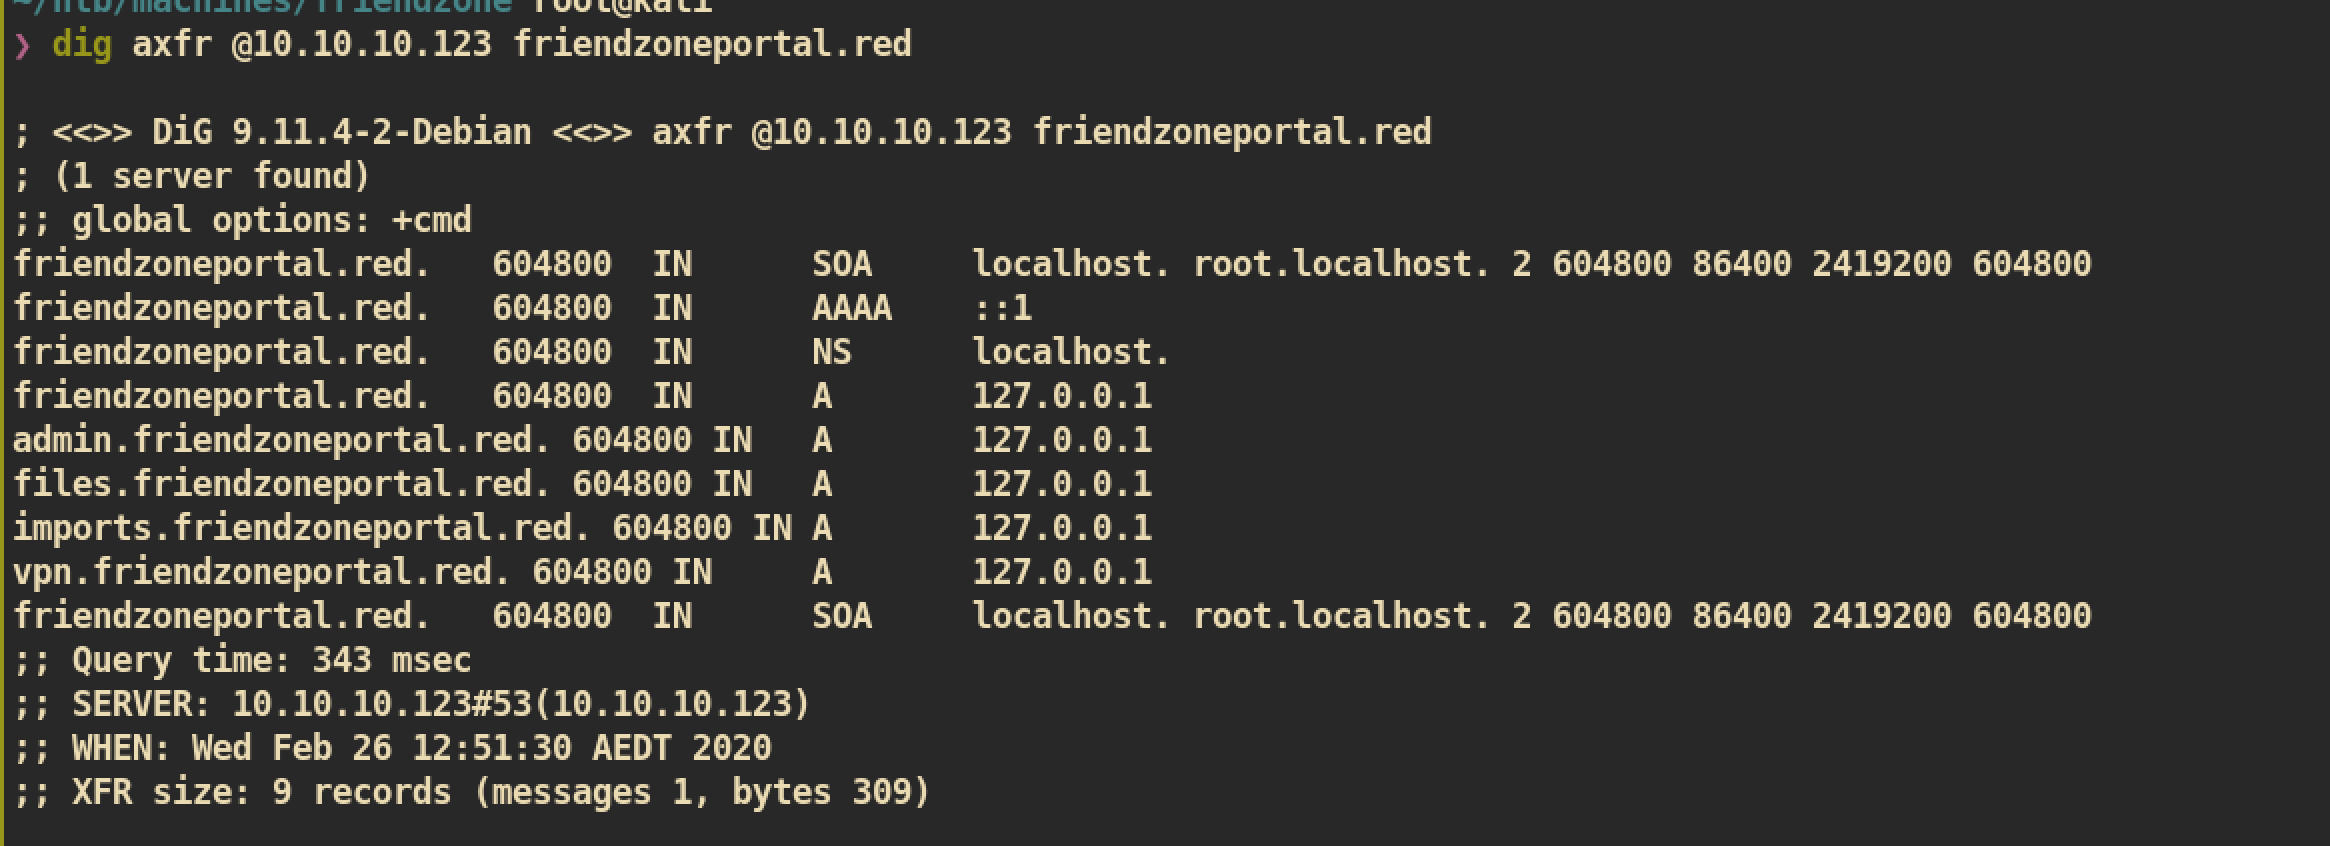 ~/htb/machines/friendzone root@kali
❯ dig axfr @10.10.10.123 friendzoneportal.red
; <<>> DiG 9.11.4-2-Debian <<>> axfr @10.10.10.123 friendzoneportal.red
; (1 server found)
;; global options: +cmd
friendzoneportal.red.   604800  IN      SOA     localhost. root.localhost. 2 604800 86400 2419200 604800
friendzoneportal.red.   604800  IN      AAAA    ::1
friendzoneportal.red.   604800  IN      NS      localhost.
friendzoneportal.red.   604800  IN      A       127.0.0.1
admin.friendzoneportal.red. 604800 IN   A       127.0.0.1
files.friendzoneportal.red. 604800 IN   A       127.0.0.1
imports.friendzoneportal.red. 604800 IN A       127.0.0.1
vpn.friendzoneportal.red. 604800 IN     A       127.0.0.1
friendzoneportal.red.   604800  IN      SOA     localhost. root.localhost. 2 604800 86400 2419200 604800
;; Query time: 343 msec
;; SERVER: 10.10.10.123#53(10.10.10.123)
;; WHEN: Wed Feb 26 12:51:30 AEDT 2020
;; XFR size: 9 records (messages 1, bytes 309)